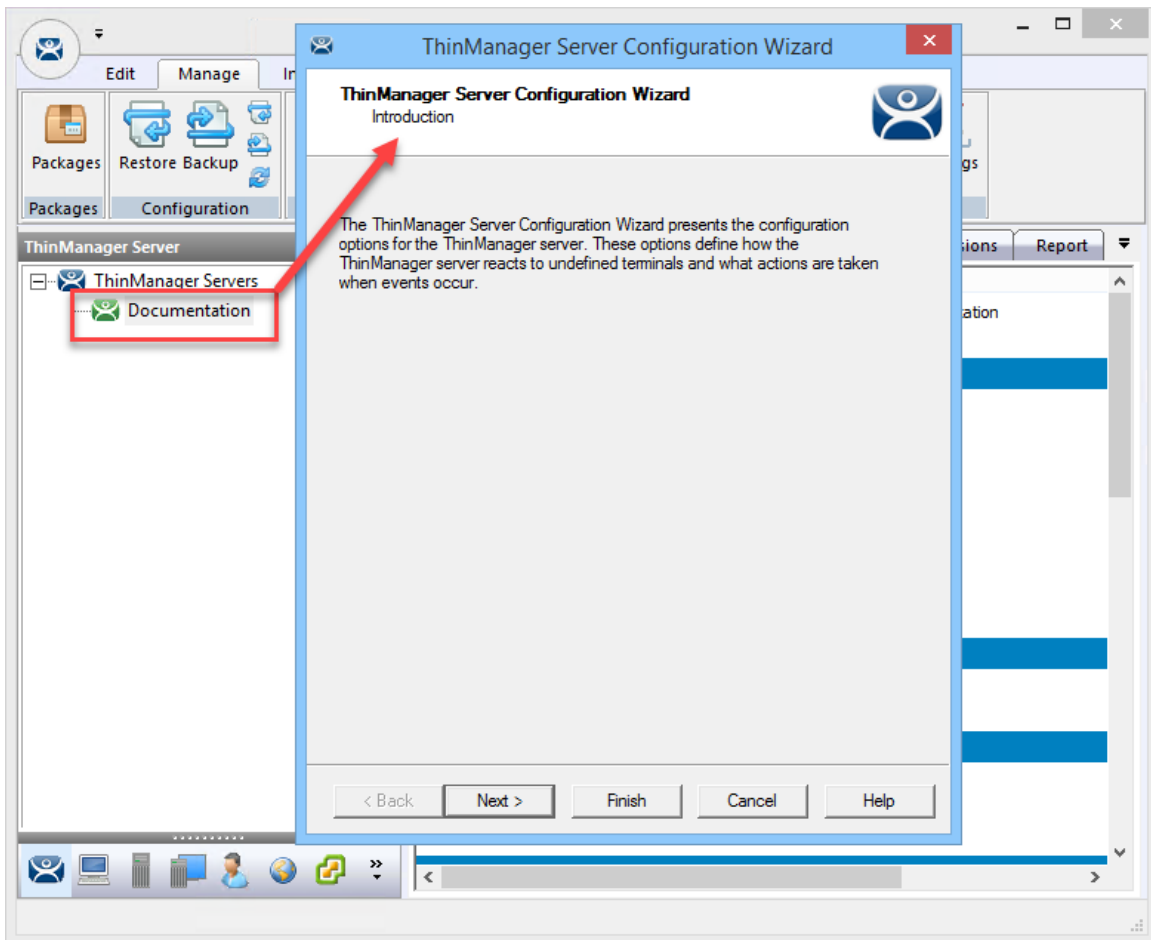 ThinManager Server Configuration Wizard
Edit
Manage
ThinManager Server Configuration Wizard
Introduction
Packages
Restore
Backup
gs
Packages
Configuration
ThinManager Server
ions
Report
ThinManager Servers
Documentation
ation
The ThinManager Server Configuration Wizard presents the configuration
options for the ThinManager server. These options define how the
ThinManager server reacts to undefined terminals and what actions are taken
when events occur.
< Back
Next >
Finish
Cancel
Help